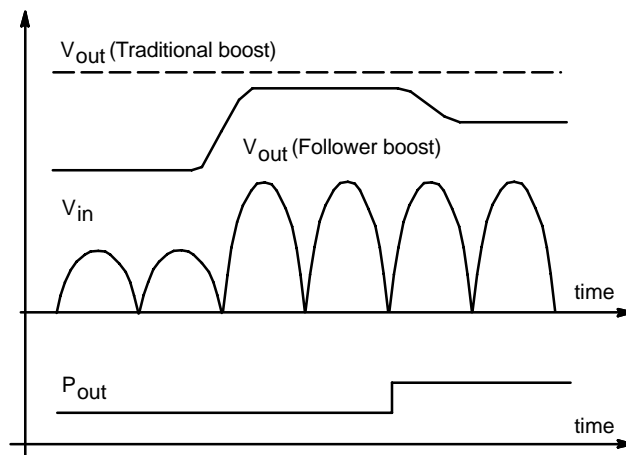 Vout (Traditional boost)
Vout (Follower boost)
Vin
time
Pout
time